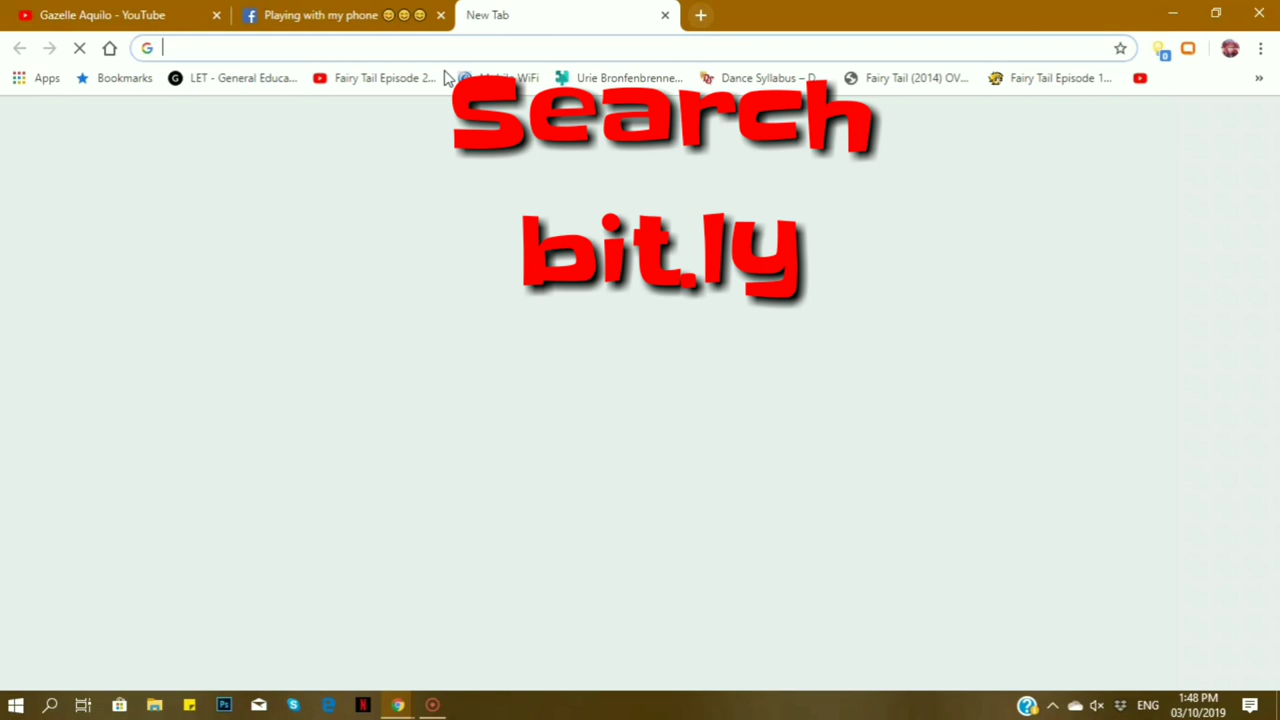 Gazelle Aquilo - YouTube
Playing with my phone 😄😄😄
New Tab
Apps
Bookmarks
LET - General Educa...
Fairy Tail Episode 2...
Mobile WiFi
Urie Bronfenbrenne...
Dance Syllabus – D...
Fairy Tail (2014) OV...
Fairy Tail Episode 1...
Search
bit.ly
ENG
1:48 PM
03/10/2019